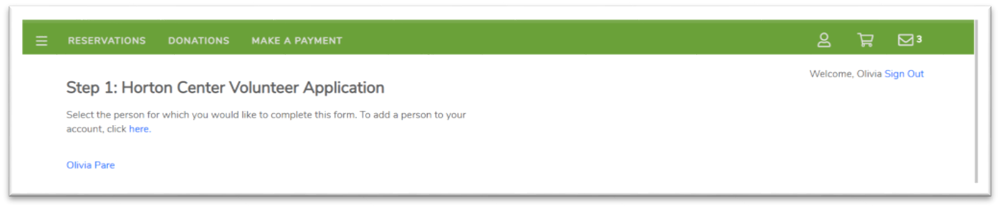 RESERVATIONS DONATIONS MAKE A PAYMENT 3
Welcome, Olivia Sign Out
Step 1: Horton Center Volunteer Application
Select the person for which you would like to complete this form. To add a person to your
account, click here.
Olivia Pare